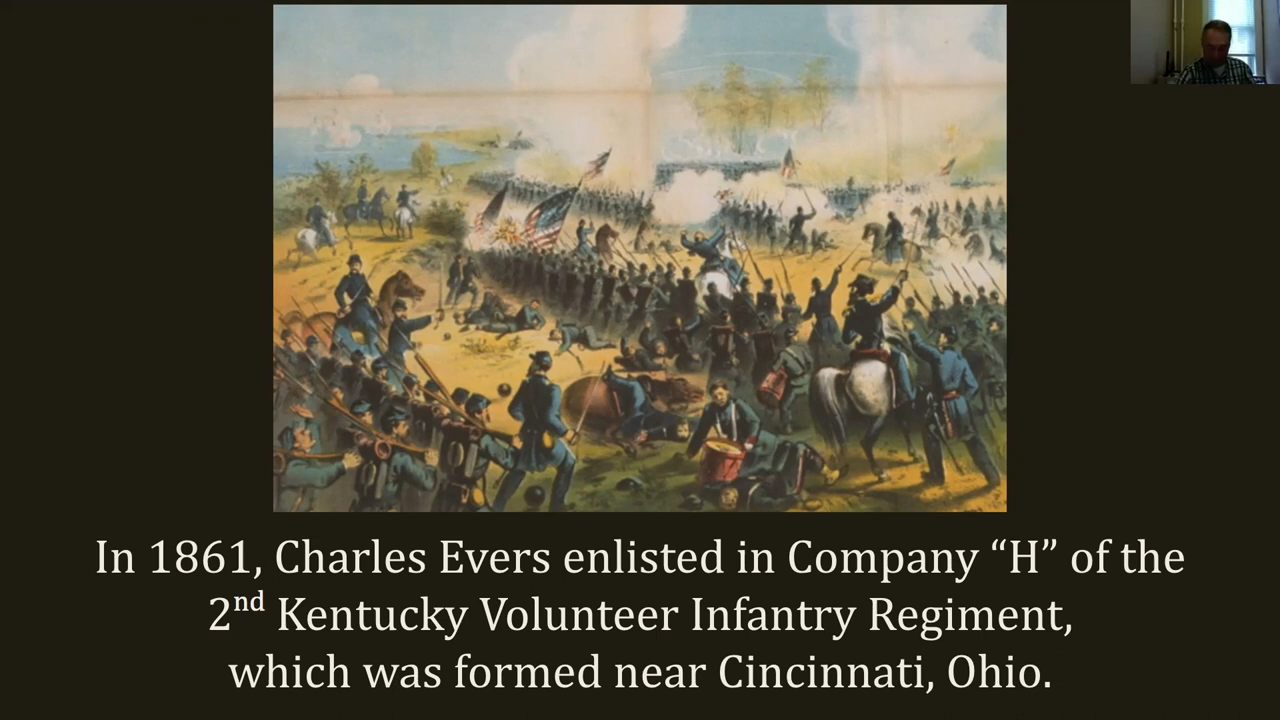 In 1861, Charles Evers enlisted in Company “H” of the
2nd Kentucky Volunteer Infantry Regiment,
which was formed near Cincinnati, Ohio.